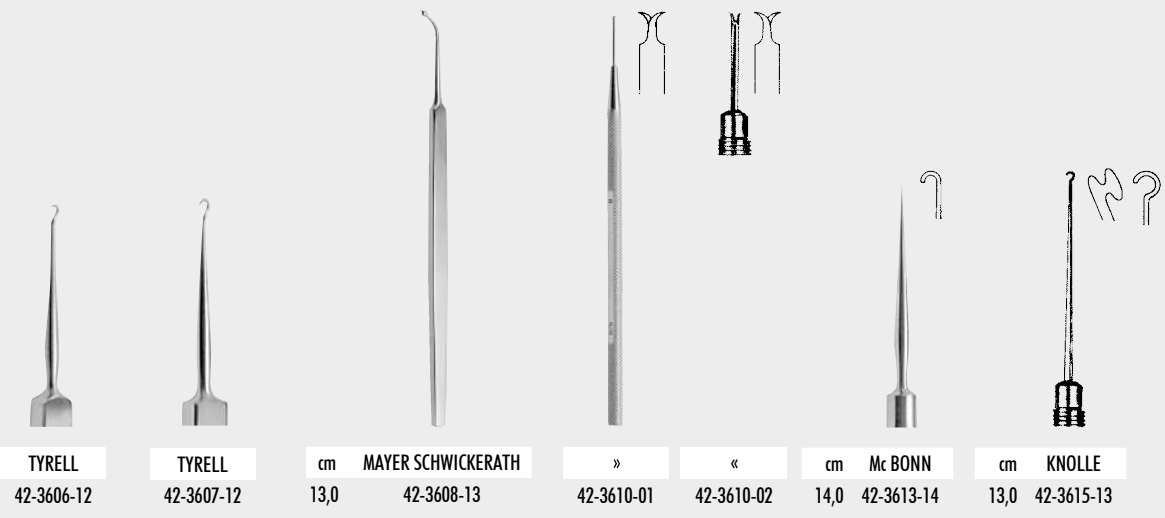 TYRELL
TYRELL
cm MAYER SCHWICKERATH
»
«
cm Mc BONN
cm KNOLLE
42-3606-12
42-3607-12
13,0 42-3608-13
42-3610-01
42-3610-02
14,0 42-3613-14
13,0 42-3615-13